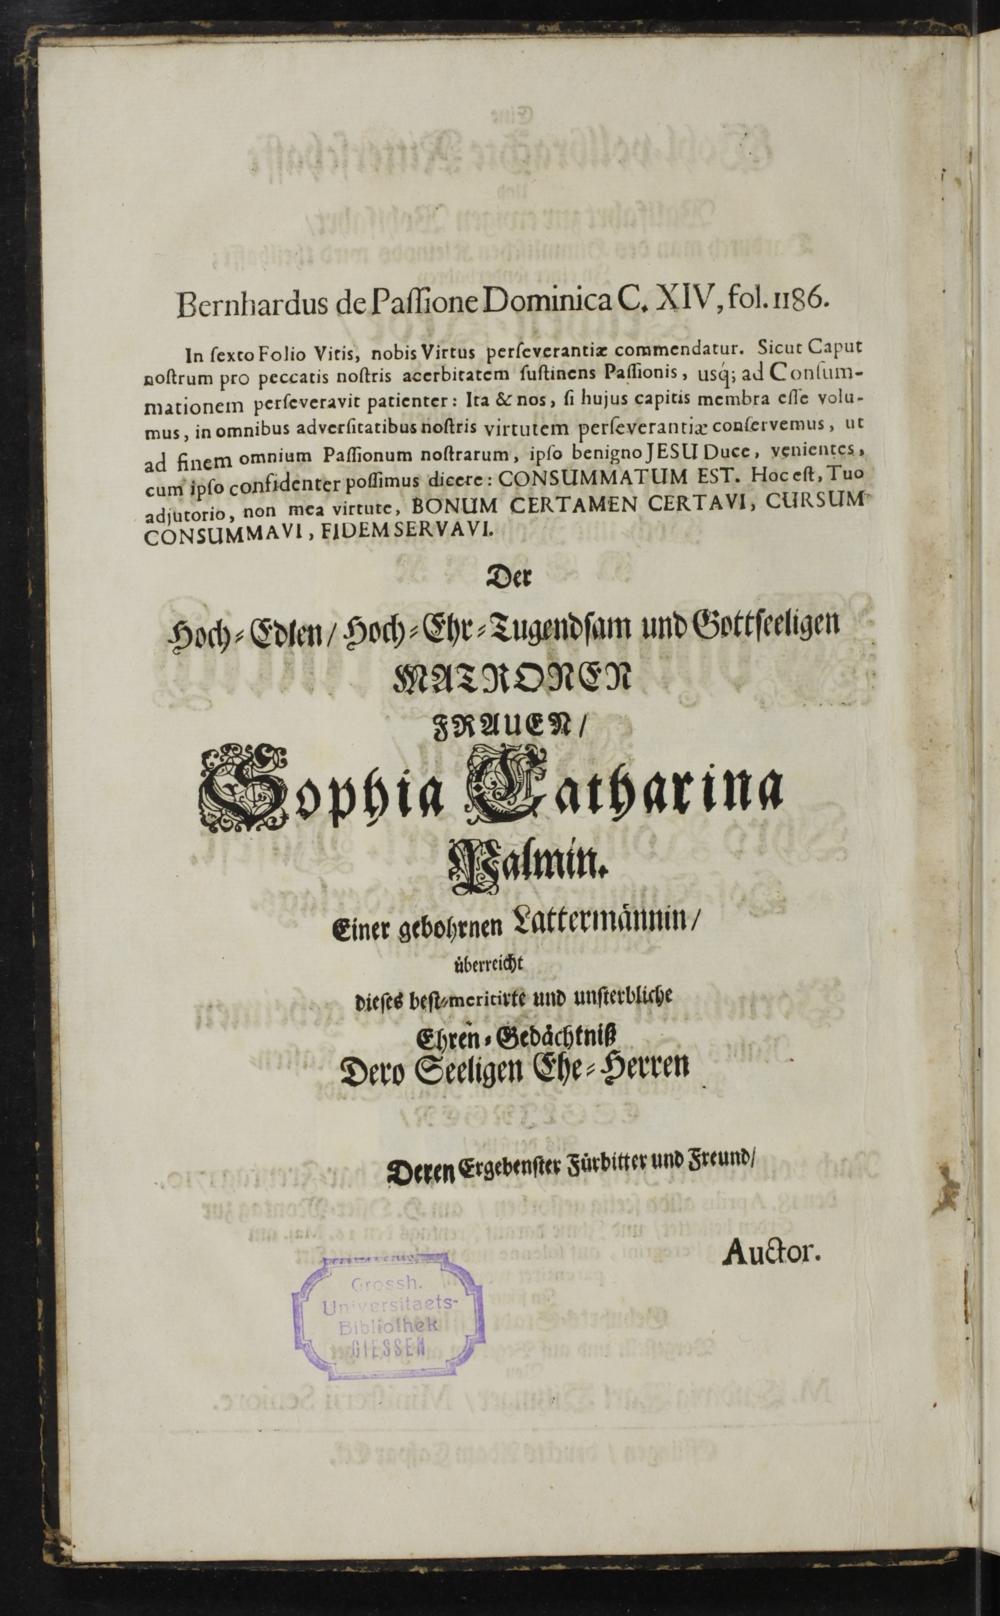 Bernhardus de Paſſione Dominica C. XIV, fol. 1186.
In ſexto Folio Vitis, nobis Virtus perſeverantiæ commendatur. Sicut Caput
noſtrum pro peccatis noſtris acerbitatem ſuſtinens Paſſionis, usq́; ad Conſum-
mationem perſeveravit patienter: Ita & nos, ſi hujus capitis membra eſſe volu-
mus, in omnibus adverſitatibus noſtris virtutem perſeverantiæ conſervemus, ut
ad finem omnium Paſſionum noſtrarum, ipſo benigno JESU Duce, venientes,
cum ipſo confidenter poſſimus dicere: CONSUMMATUM EST. Hoc eſt, Tuo
adjutorio, non mea virtute, BONUM CERTAMEN CERTAVI, CURSUM
CONSUMMAVI, FIDEM SERVAVI.
Der
Hoch-Edlen/ Hoch-Ehr-Tugendſam und Gottſeeligen
MATRONEN
FRAUEN/
Sophia Catharina
Palmin.
Einer gebohrnen Lattermännin/
überreicht
dieſes beſt-meritirte und unſterbliche
Ehren-Gedächtniß
Dero Seeligen Ehe-Herren
Deren Ergebenſter Fürbitter und Freund/
Auctor.
Grossh.
Universitaets-
Bibliothek
GIESSEN